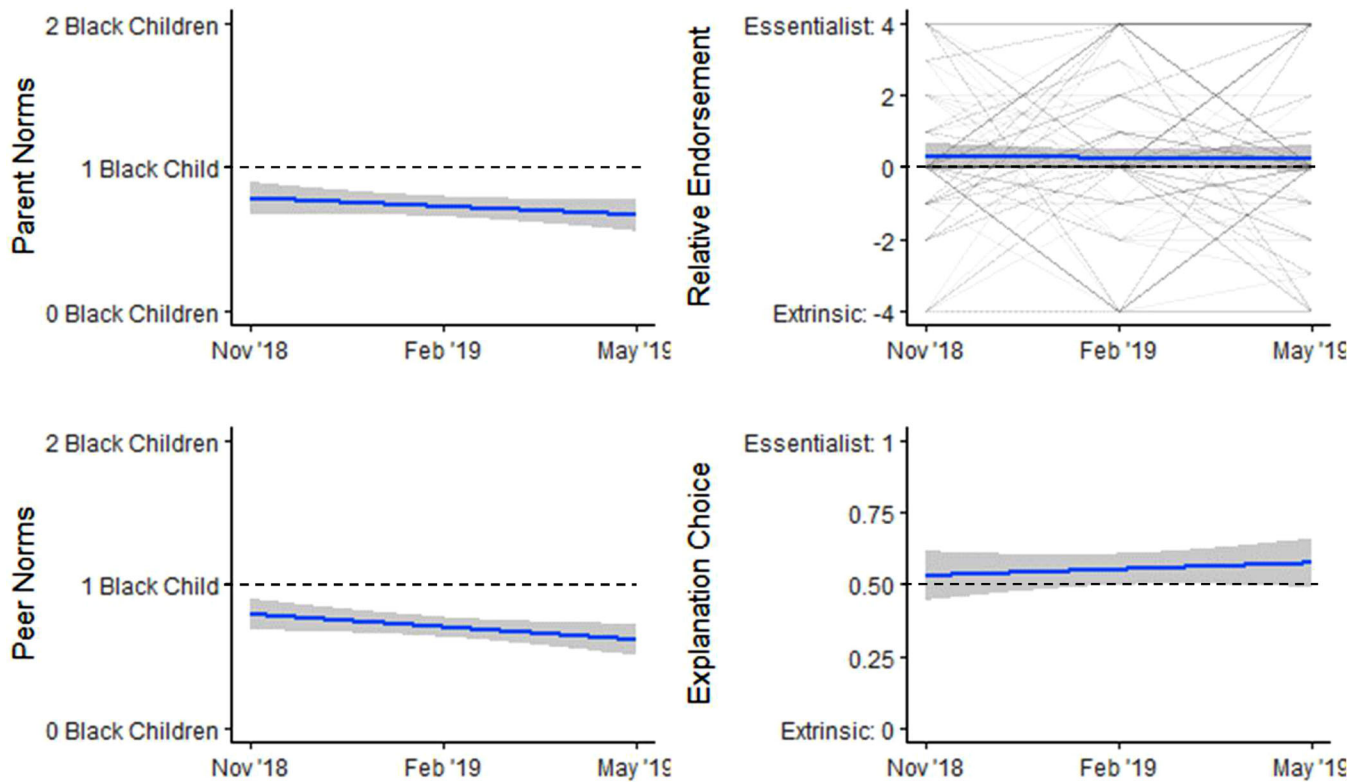 Parent Norms
2 Black Children
1 Black Child
0 Black Children
Nov '18
Feb '19
May '19
Relative Endorsement
Essentialist: 4
2
0
-2
Extrinsic: -4
Nov '18
Feb '19
May '19
Peer Norms
2 Black Children
1 Black Child
0 Black Children
Nov '18
Feb '19
May '19
Explanation Choice
Essentialist: 1
0.75
0.50
0.25
Extrinsic: 0
Nov '18
Feb '19
May '19